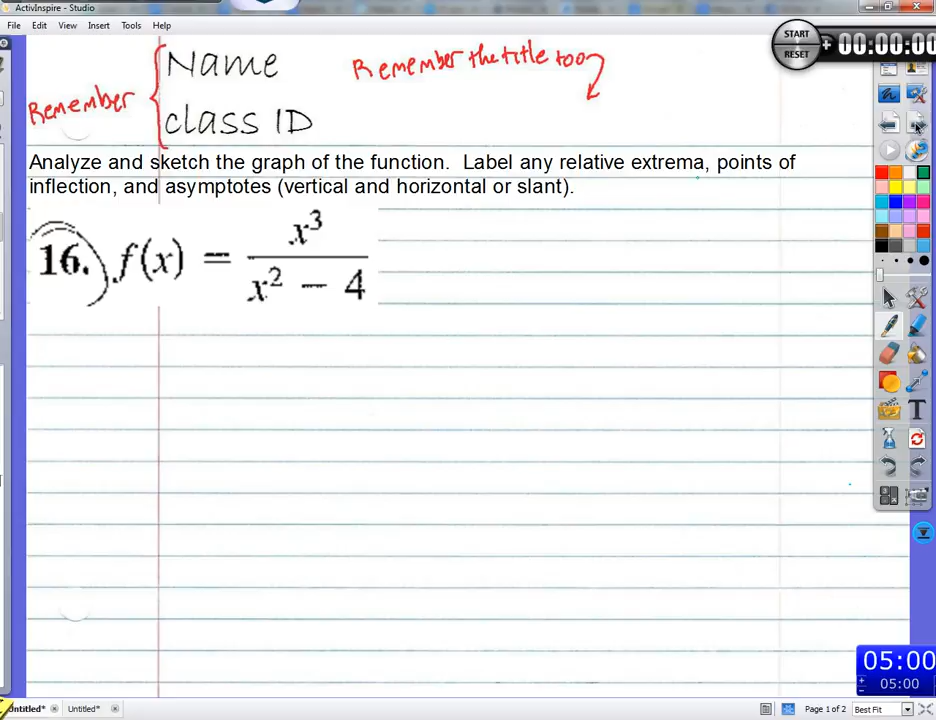 ActivInspire - Studio
File Edit View Insert Tools Help
START
RESET
00:00:00
Name
Remember the title too
Remember
class ID
Analyze and sketch the graph of the function. Label any relative extrema, points of
inflection, and asymptotes (vertical and horizontal or slant).
16. f(x) = x³ / (x² − 4)
T
05:00
05:00
Untitled* Untitled* Page 1 of 2 Best Fit